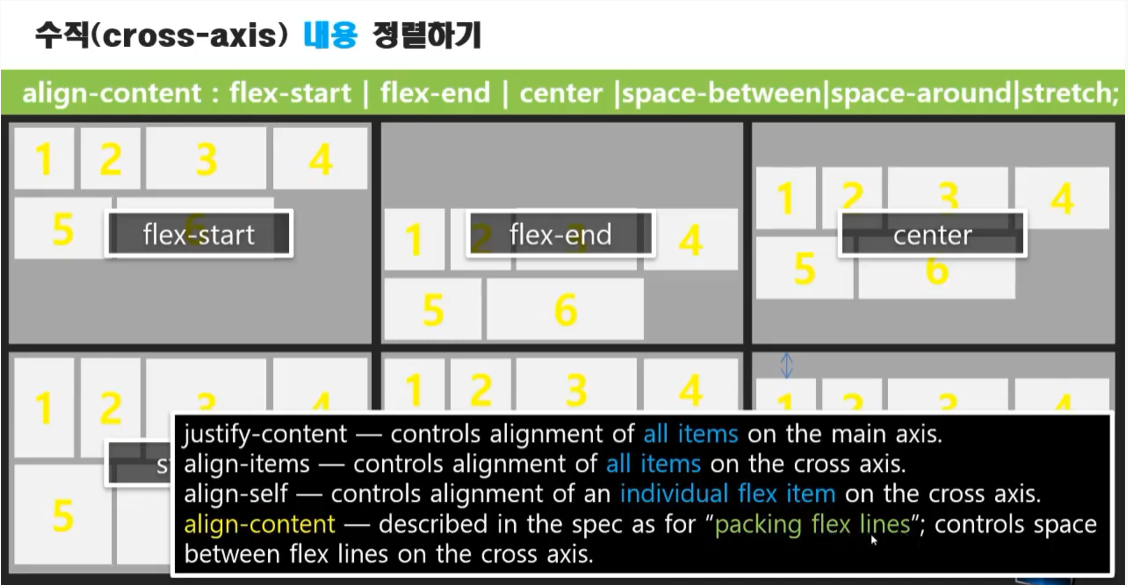 수직(cross-axis) 내용 정렬하기
align-content : flex-start | flex-end | center |space-between|space-around|stretch;
1 2 3 4
5 6
flex-start
1 2 3 4
5 6
flex-end
1 2 3 4
5 6
center
1 2 3 4
5
s
1 2 3 4
1 2 3 4
justify-content — controls alignment of all items on the main axis.
align-items — controls alignment of all items on the cross axis.
align-self — controls alignment of an individual flex item on the cross axis.
align-content — described in the spec as for “packing flex lines”; controls space
between flex lines on the cross axis.